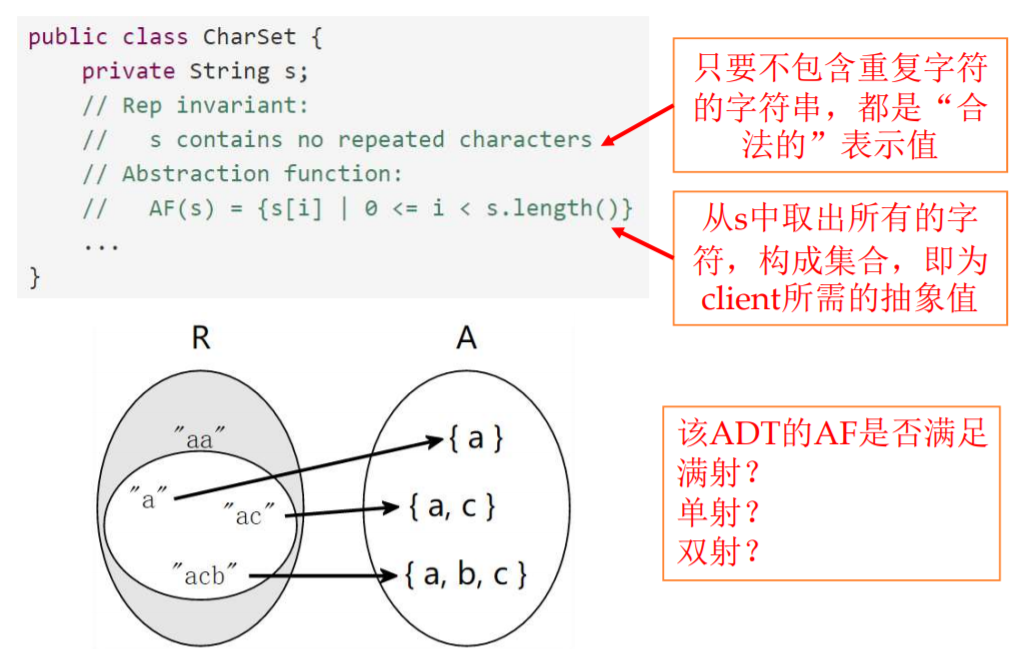 public class CharSet {
    private String s;
    // Rep invariant:
    //   s contains no repeated characters
    // Abstraction function:
    //   AF(s) = {s[i] | 0 <= i < s.length()}
    ...
}
只要不包含重复字符
的字符串，都是“合
法的”表示值
从s中取出所有的字
符，构成集合，即为
client所需的抽象值
R
A
"aa"
"a"
"ac"
"acb"
{ a }
{ a, c }
{ a, b, c }
该ADT的AF是否满足
满射？
单射？
双射？